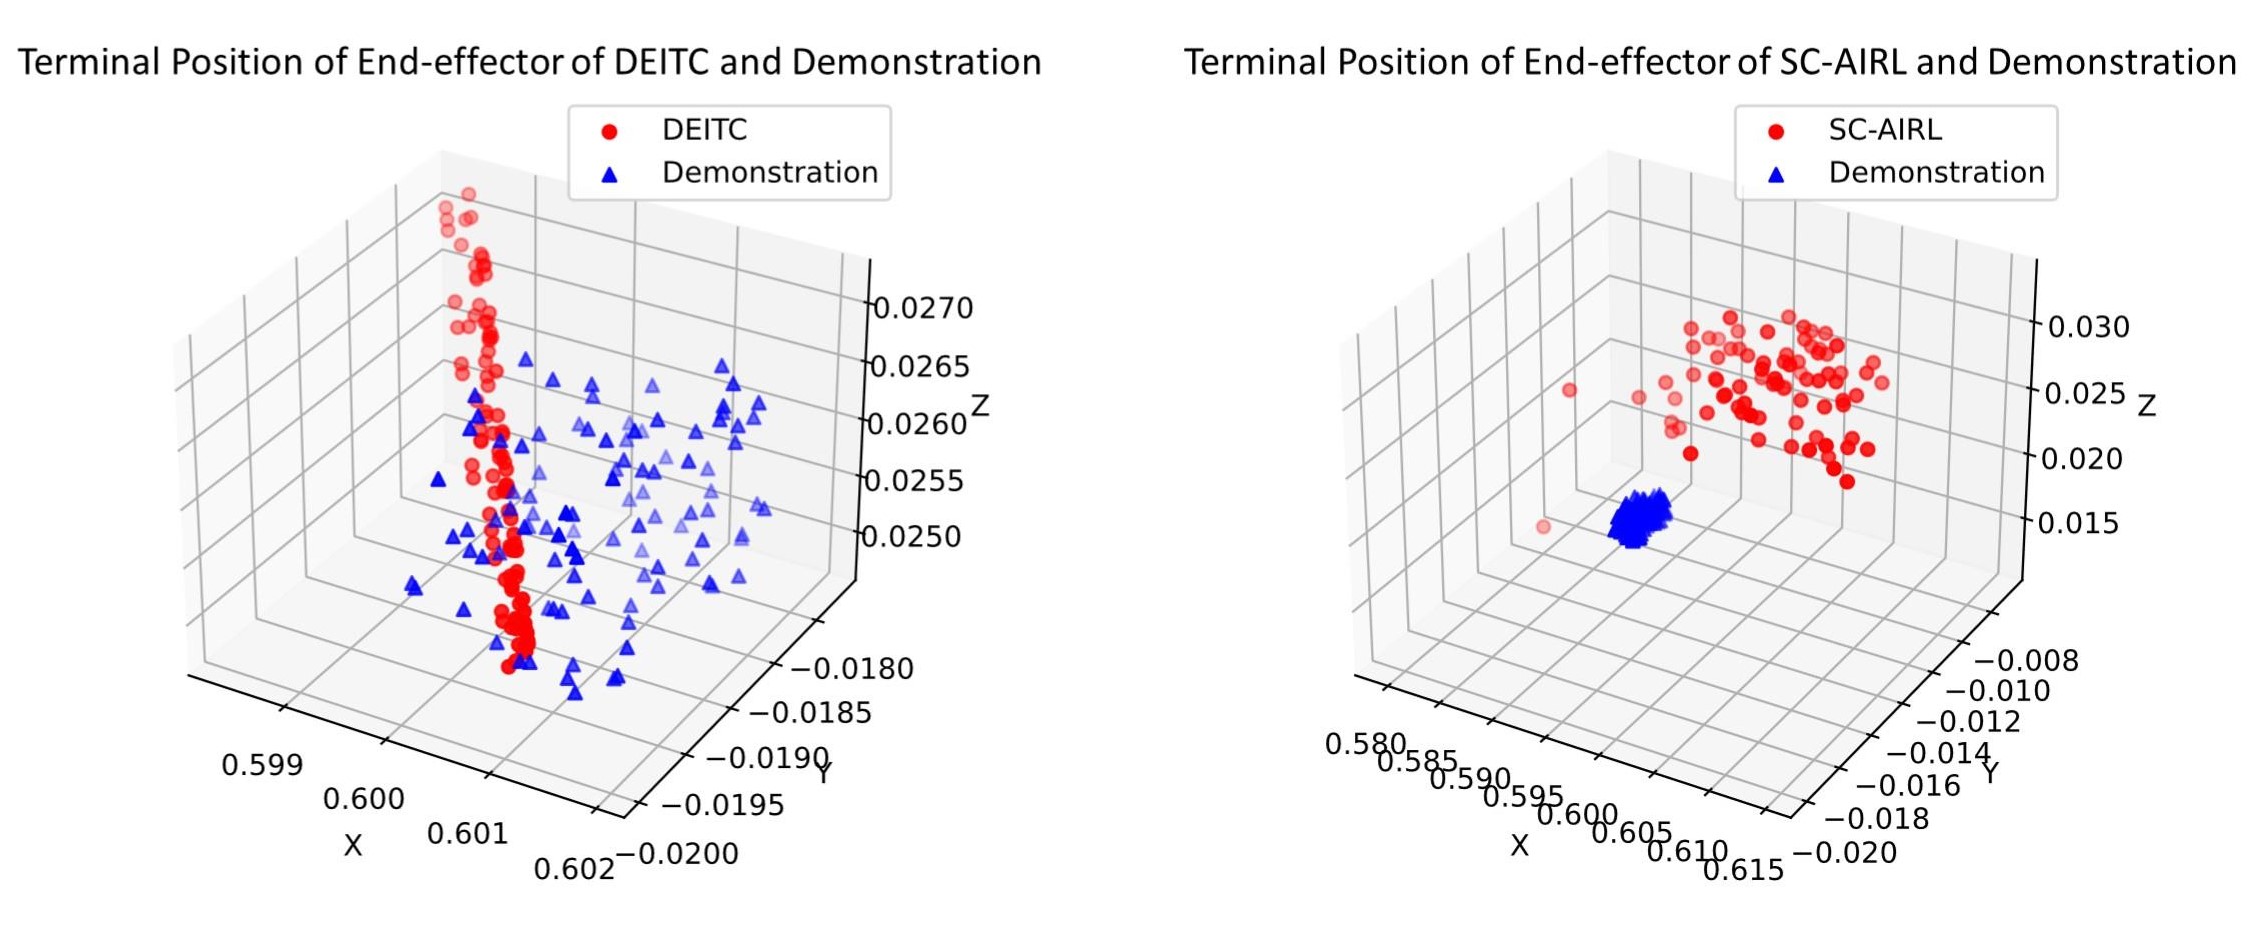 Terminal Position of End-effector of DEITC and Demonstration
DEITC
Demonstration
0.0270
0.0265
0.0260
0.0255
0.0250
Z
−0.0180
−0.0185
−0.0190
−0.0195
−0.0200
Y
0.599
0.600
0.601
0.602
X
Terminal Position of End-effector of SC-AIRL and Demonstration
SC-AIRL
Demonstration
0.030
0.025
0.020
0.015
Z
−0.008
−0.010
−0.012
−0.014
−0.016
−0.018
−0.020
Y
0.580
0.585
0.590
0.595
0.600
0.605
0.610
0.615
X